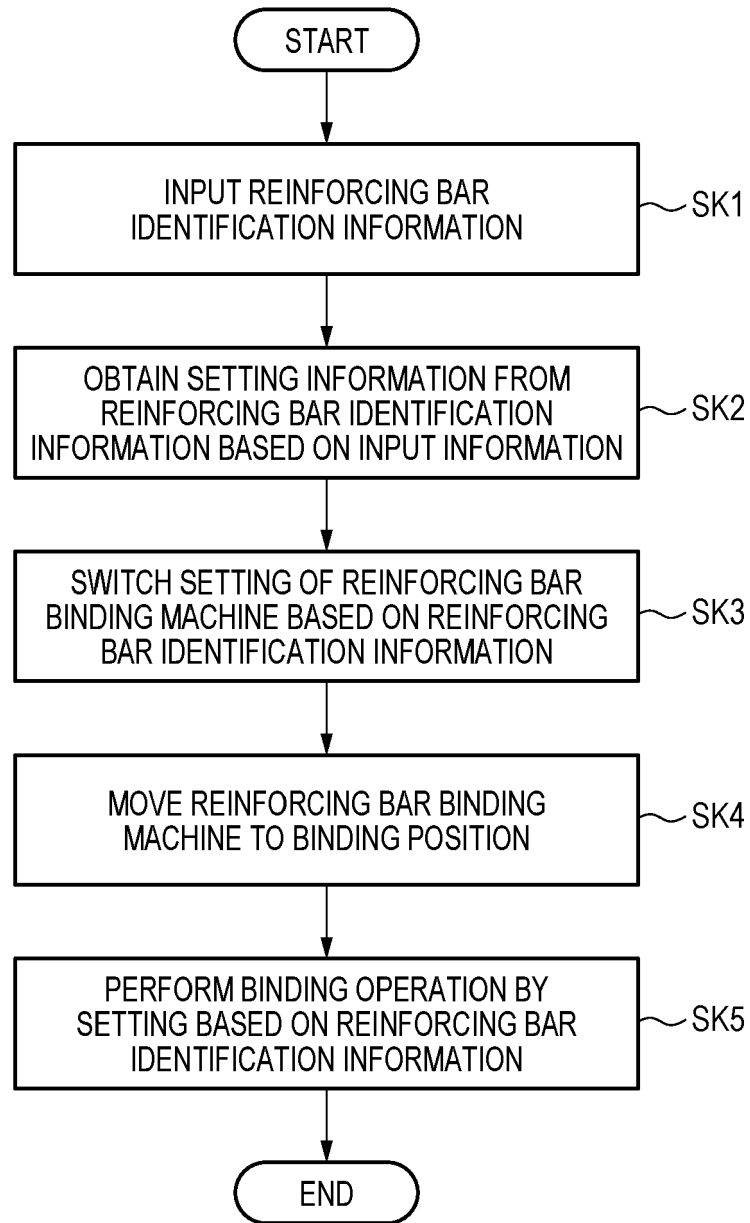 START
INPUT REINFORCING BAR
IDENTIFICATION INFORMATION
SK1
OBTAIN SETTING INFORMATION FROM
REINFORCING BAR IDENTIFICATION
INFORMATION BASED ON INPUT INFORMATION
SK2
SWITCH SETTING OF REINFORCING BAR
BINDING MACHINE BASED ON REINFORCING
BAR IDENTIFICATION INFORMATION
SK3
MOVE REINFORCING BAR BINDING
MACHINE TO BINDING POSITION
SK4
PERFORM BINDING OPERATION BY
SETTING BASED ON REINFORCING BAR
IDENTIFICATION INFORMATION
SK5
END